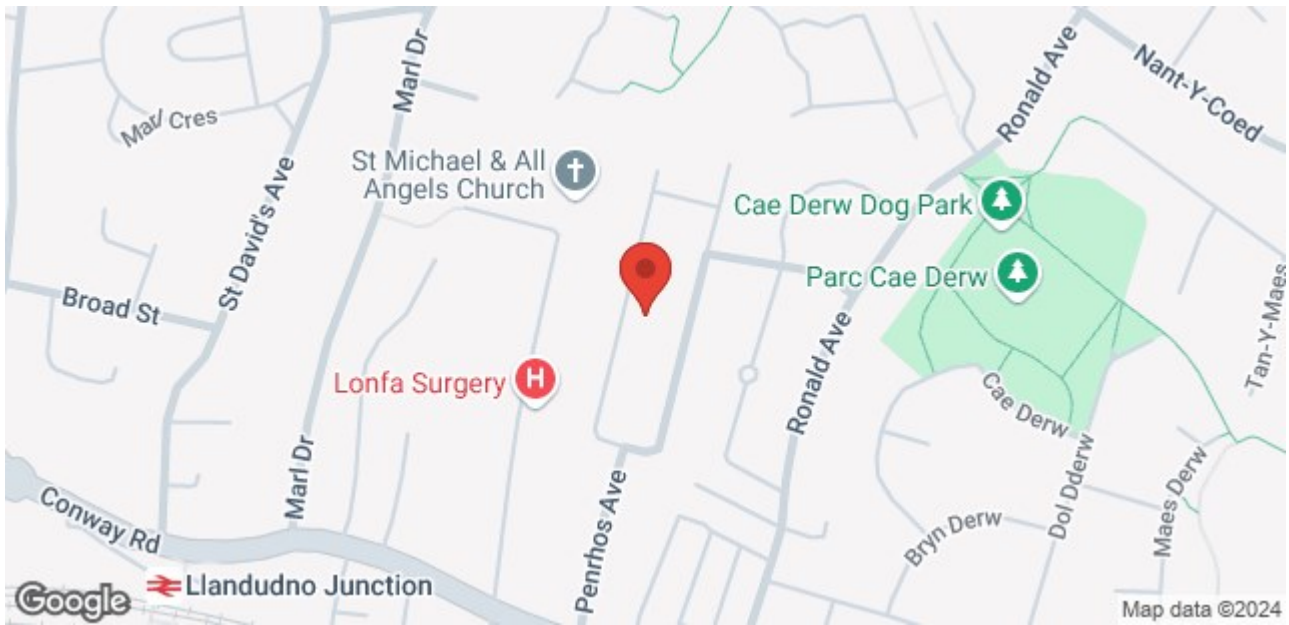 Marl Dr
Ronald Ave
Nant-Y-Coed
Marl Cres
St Michael & All
Angels Church
St David's Ave
Cae Derw Dog Park
Parc Cae Derw
Broad St
Tan-Y-Maes
Lonfa Surgery
H
Ronald Ave
Cae Derw
Marl Dr
Dol Dderw
Maes Derw
Conway Rd
Penrhos Ave
Bryn Derw
Llandudno Junction
Google
Map data ©2024